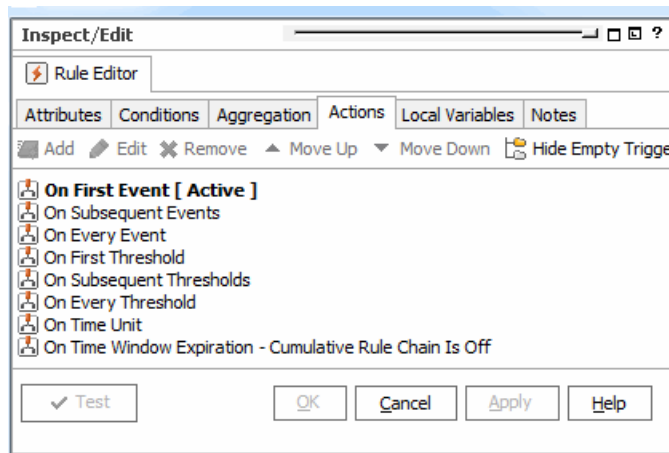 Inspect/Edit ?
Rule Editor
Attributes Conditions Aggregation Actions Local Variables Notes
Add Edit Remove Move Up Move Down Hide Empty Trigge
On First Event [ Active ]
On Subsequent Events
On Every Event
On First Threshold
On Subsequent Thresholds
On Every Threshold
On Time Unit
On Time Window Expiration - Cumulative Rule Chain Is Off
Test OK Cancel Apply Help